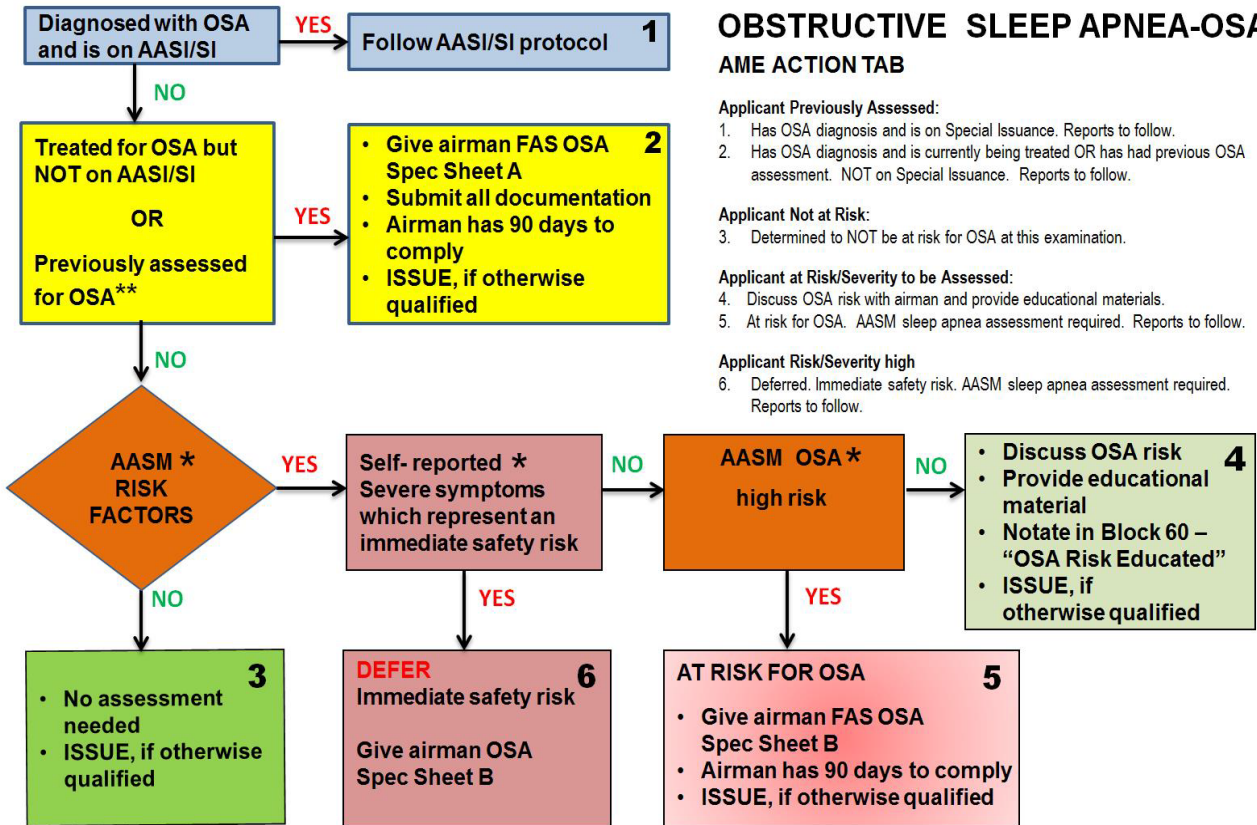 Diagnosed with OSA
and is on AASI/SI
YES
Follow AASI/SI protocol
1
NO
OBSTRUCTIVE SLEEP APNEA-OSA
AME ACTION TAB
Applicant Previously Assessed:
1. Has OSA diagnosis and is on Special Issuance. Reports to follow.
2. Has OSA diagnosis and is currently being treated OR has had previous OSA
assessment. NOT on Special Issuance. Reports to follow.
Applicant Not at Risk:
3. Determined to NOT be at risk for OSA at this examination.
Applicant at Risk/Severity to be Assessed:
4. Discuss OSA risk with airman and provide educational materials.
5. At risk for OSA. AASM sleep apnea assessment required. Reports to follow.
Applicant Risk/Severity high
6. Deferred. Immediate safety risk. AASM sleep apnea assessment required.
Reports to follow.
Treated for OSA but
NOT on AASI/SI
OR
Previously assessed
for OSA**
YES
2
• Give airman FAS OSA
Spec Sheet A
• Submit all documentation
• Airman has 90 days to
comply
• ISSUE, if otherwise
qualified
NO
AASM *
RISK
FACTORS
YES
Self- reported *
Severe symptoms
which represent an
immediate safety risk
NO
AASM OSA *
high risk
NO
4
• Discuss OSA risk
• Provide educational
material
• Notate in Block 60 –
“OSA Risk Educated”
• ISSUE, if
otherwise qualified
NO
YES
YES
3
• No assessment
needed
• ISSUE, if otherwise
qualified
DEFER
6
Immediate safety risk
Give airman OSA
Spec Sheet B
AT RISK FOR OSA
5
• Give airman FAS OSA
Spec Sheet B
• Airman has 90 days to comply
• ISSUE, if otherwise qualified